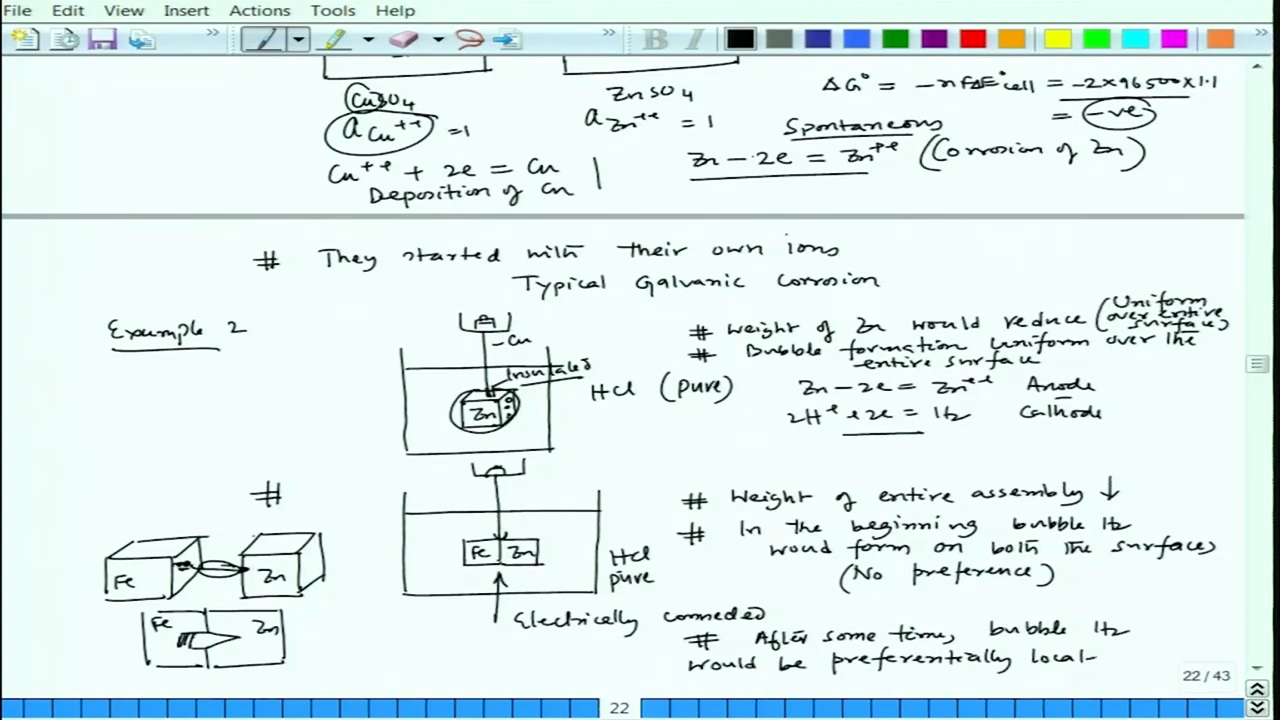 File Edit View Insert Actions Tools Help
CuSO4
a Cu++ = 1
Cu++ + 2e = Cu
Deposition of Cu
ZnSO4
a Zn++ = 1
ΔG° = -nFΔE°cell = -2×96500×1.1
= -ve
Spontaneous
Zn - 2e = Zn++ (Corrosion of Zn)
# They started with their own ions
Typical Galvanic Corrosion
Example 2
Cu
Insulated
Zn
HCl (pure)
# Weight of Zn would reduce (Uniform over entire surface)
# Bubble formation uniform over the
entire surface
Zn - 2e = Zn++ Anode
2H+ + 2e = H2 Cathode
#
Fe Zn
Fe Zn
Fe Zn
HCl
pure
Electrically connected
# Weight of entire assembly ↓
# In the beginning bubble H2
would form on both the surfaces
(No preference)
# After some time, bubble H2
would be preferentially local-
22 / 43
22